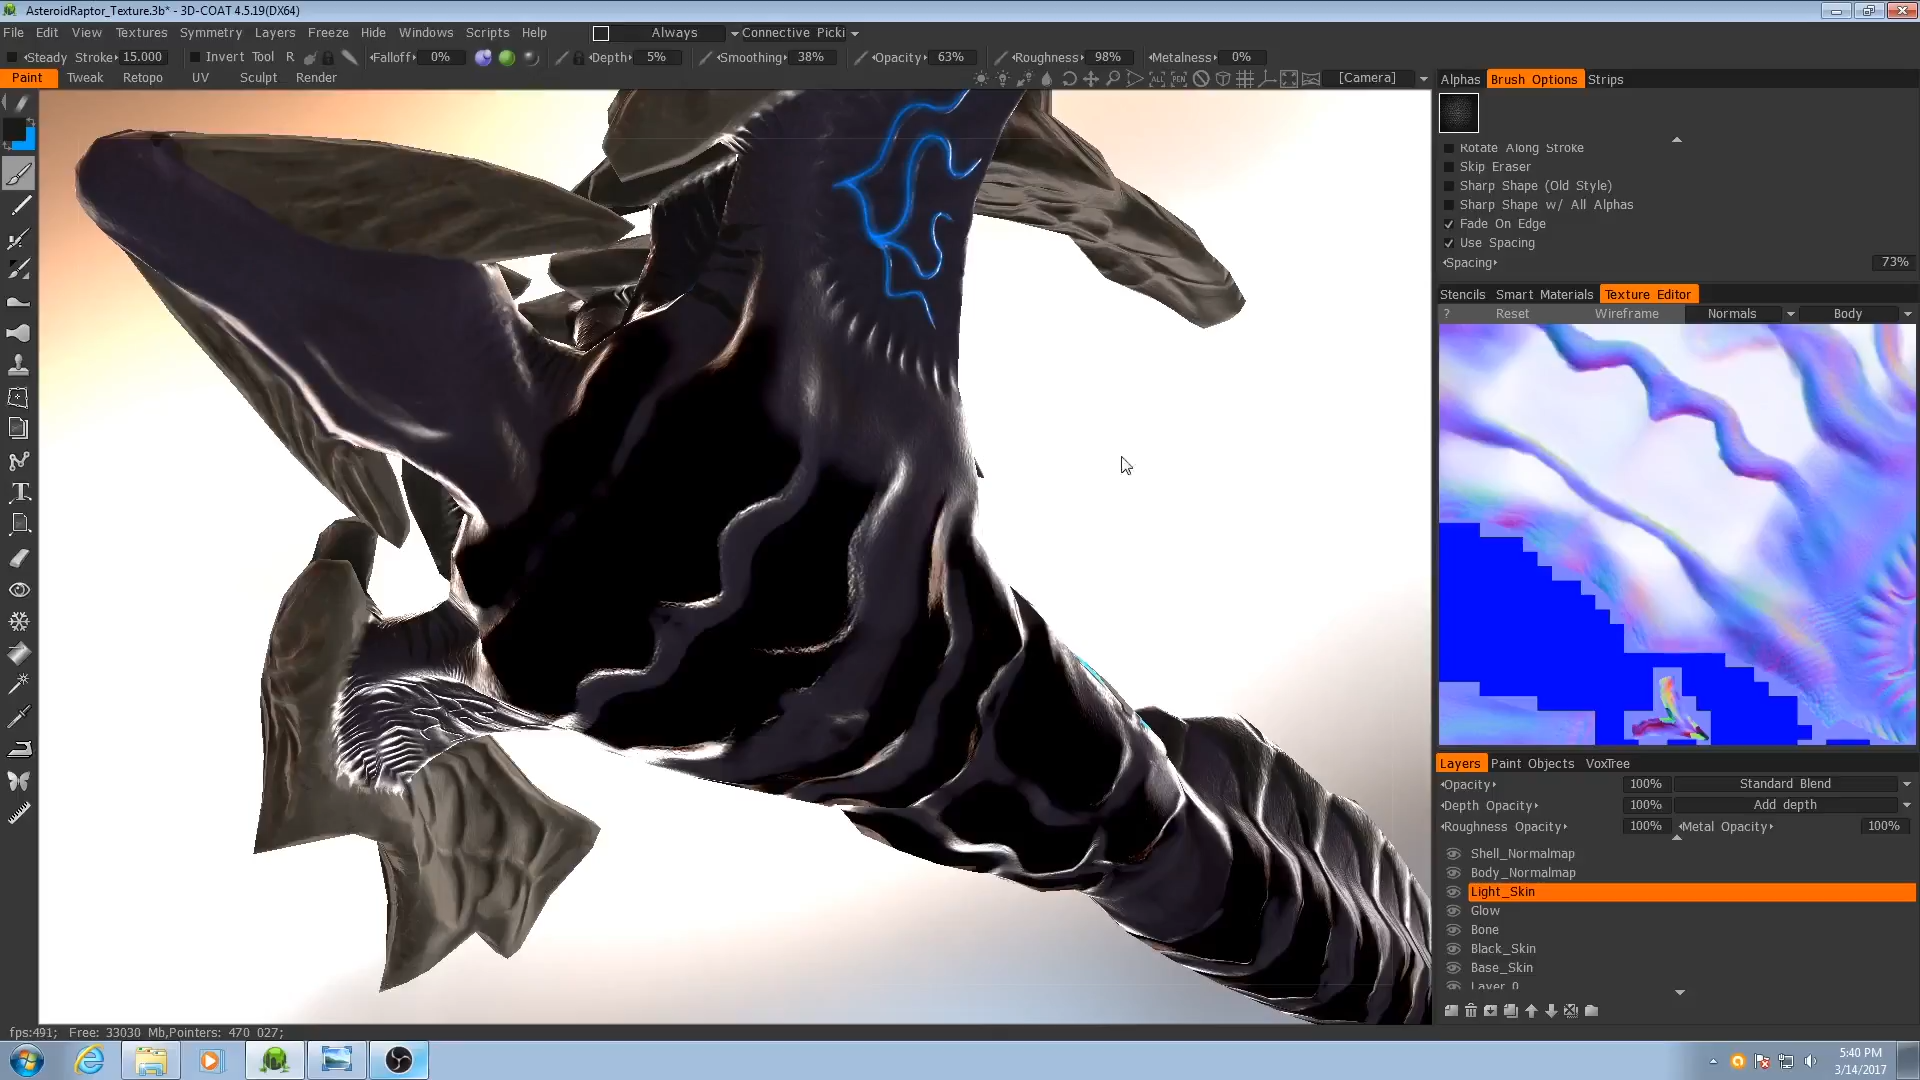 AsteroidRaptor_Texture.3b* - 3D-COAT 4.5.19(DX64)
File Edit View Textures Symmetry Layers Freeze Hide Windows Scripts Help Always Connective Picki
Steady Stroke 15.000 Invert Tool R Falloff 0% Depth 5% Smoothing 38% Opacity 63% Roughness 98% Metalness 0%
Paint Tweak Retopo UV Sculpt Render [Camera]
Alphas Brush Options Strips
Rotate Along Stroke
Skip Eraser
Sharp Shape (Old Style)
Sharp Shape w/ All Alphas
Fade On Edge
Use Spacing
Spacing 73%
Stencils Smart Materials Texture Editor
? Reset Wireframe Normals Body
Layers Paint Objects VoxTree
Opacity 100% Standard Blend
Depth Opacity 100% Add depth
Roughness Opacity 100% Metal Opacity 100%
Shell_Normalmap
Body_Normalmap
Light_Skin
Glow
Bone
Black_Skin
Base_Skin
Layer 0
fps:491; Free: 33030 Mb,Pointers: 470 027;
5:40 PM
3/14/2017